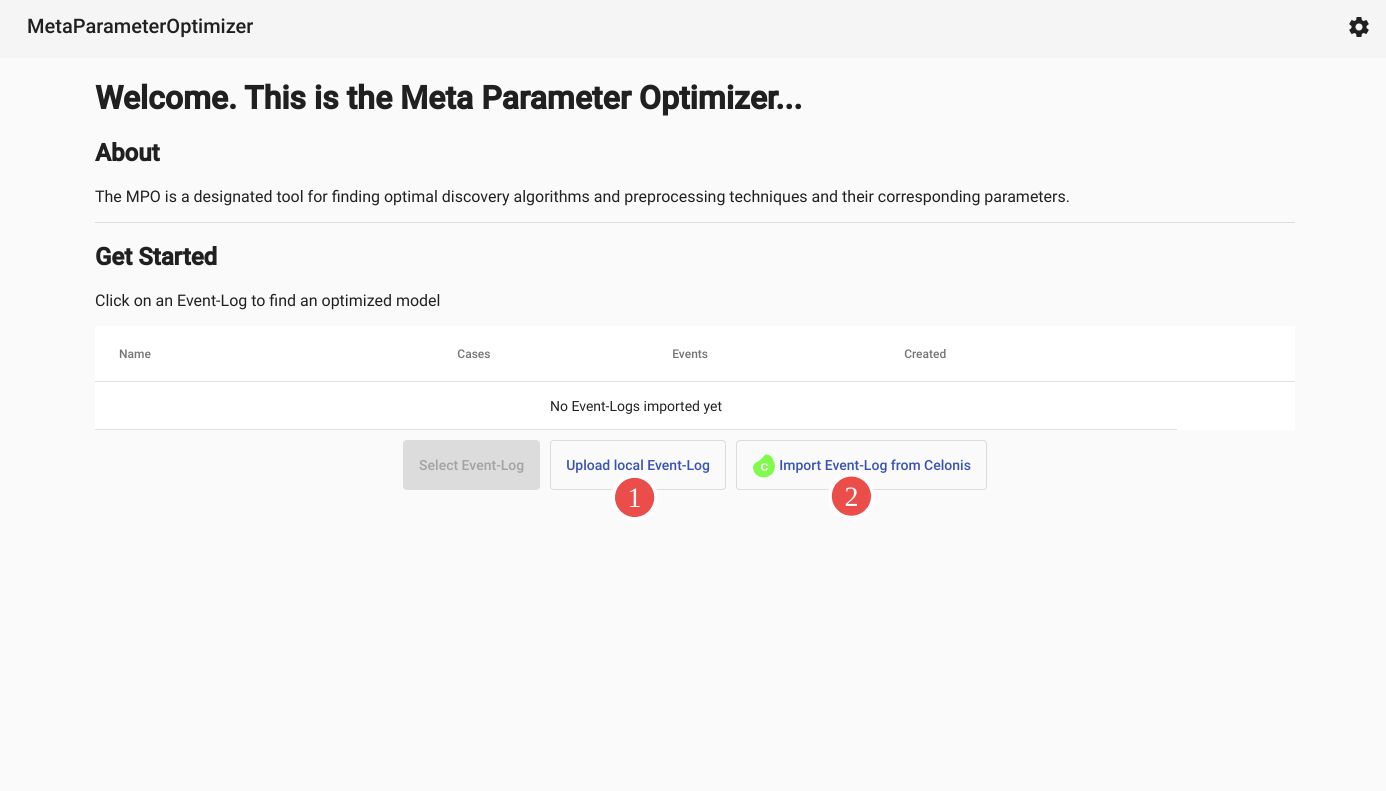 MetaParameterOptimizer
Welcome. This is the Meta Parameter Optimizer...
About
The MPO is a designated tool for finding optimal discovery algorithms and preprocessing techniques and their corresponding parameters.
Get Started
Click on an Event-Log to find an optimized model
Name Cases Events Created
No Event-Logs imported yet
Select Event-Log Upload local Event-Log C Import Event-Log from Celonis
1 2